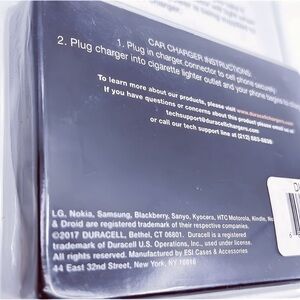 CAR CHARGER INSTRUCTIONS:
1. Plug in charger connector to cell phone securely
2. Plug charger into cigarette lighter outlet and your phone begins to
To learn more about our products, please visit www.duracellchargers.com
If you have questions or concerns about this product please email us
techsupport@duracellchargers.com
or call our tech support line at (212)
LG, Nokia, Samsung, Blackberry, Sanyo, Kyocera, HTC Motorola, Kindle,
& Droid are registered trademark of their respective companies.
©2017 DURACELL, Bethel, CT 06801. Duracell is a registered
trademark of Duracell U.S. Operations, Inc., used under license.
All rights reserved. Manufactured by ESI Cases & Accessories
44 East 32nd Street, New York, NY 10016